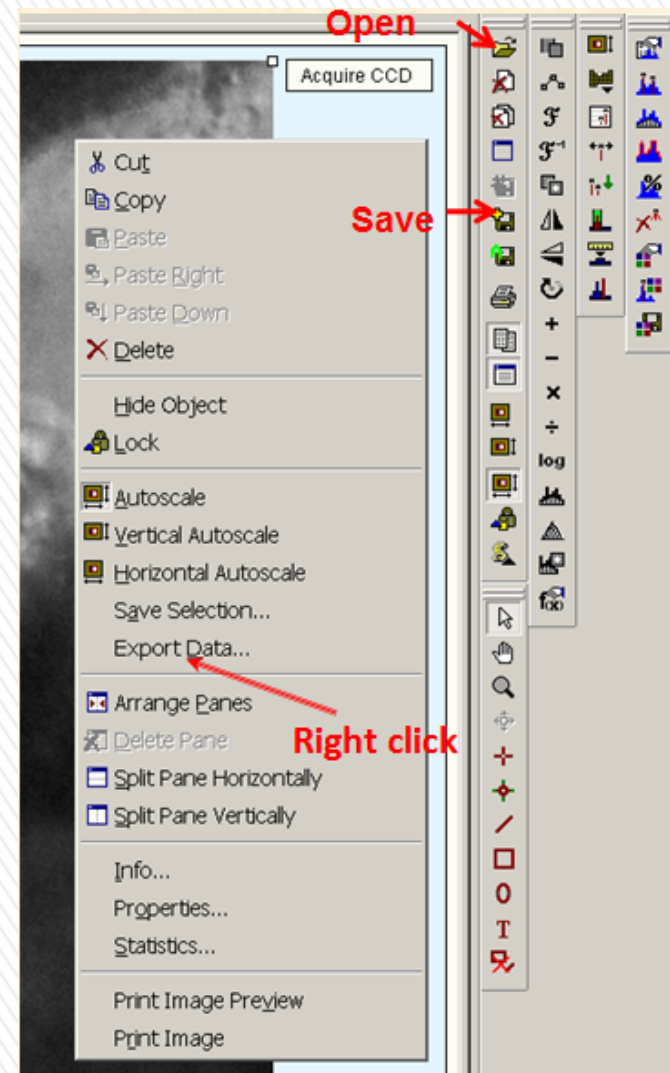 Open
Acquire CCD
Save
Cut
Copy
Paste
Paste Right
Paste Down
Delete
Hide Object
Lock
Autoscale
Vertical Autoscale
Horizontal Autoscale
Save Selection...
Export Data...
Right click
Arrange Panes
Delete Pane
Split Pane Horizontally
Split Pane Vertically
Info...
Properties...
Statistics...
Print Image Preview
Print Image
F
F⁻¹
%
+
−
×
÷
log
f(x)
T